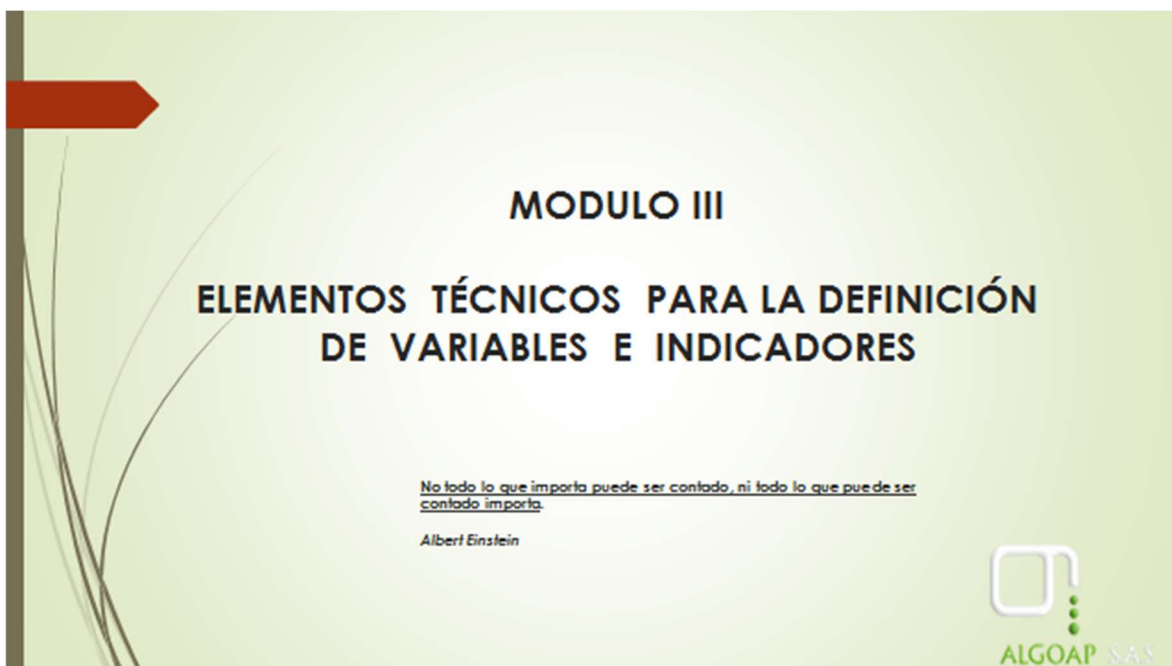 MODULO III
ELEMENTOS TÉCNICOS PARA LA DEFINICIÓN
DE VARIABLES E INDICADORES
No todo lo que importa puede ser contado, ni todo lo que puede ser
contado importa.
Albert Einstein
ALGOAP SAS